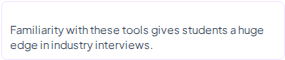 Familiarity with these tools gives students a huge
edge in industry interviews.